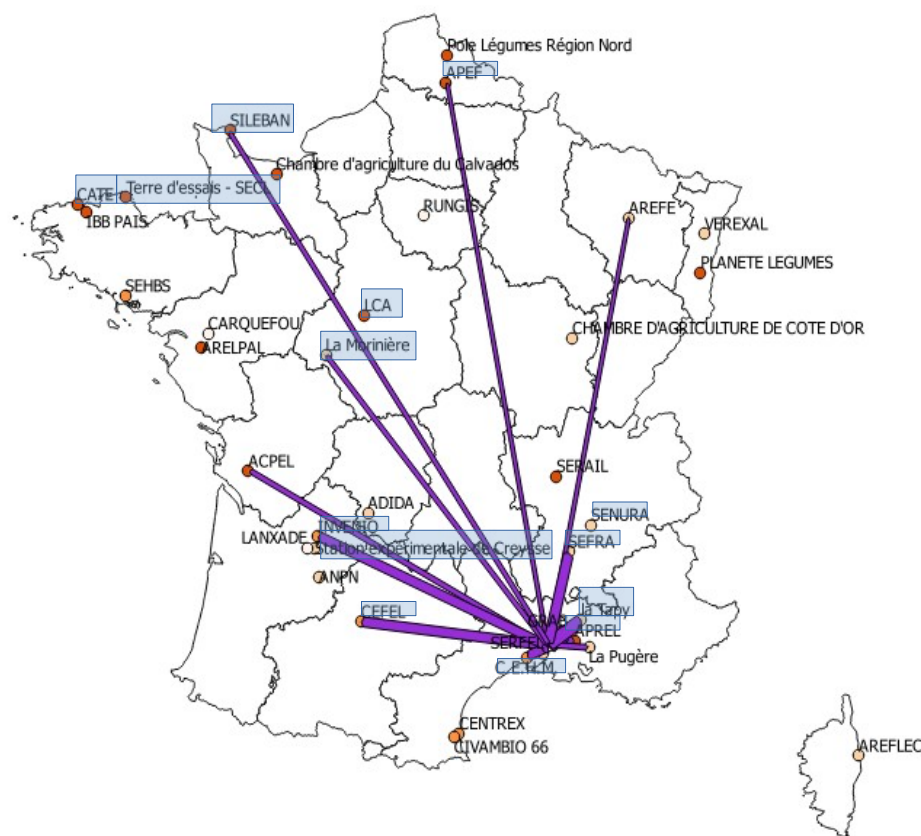 Pole Légumes Région Nord
APEF
SILEBAN
Chambre d'agriculture du Calvados
CATE
Terre d'essais - SECL
IBB PAIS
RUNGIS
AREFE
VEREXAL
PLANETE LEGUMES
SEHBS
LCA
CARQUEFOU
ARELPAL
La Morinière
CHAMBRE D'AGRICULTURE DE COTE D'OR
ACPEL
SERAIL
ADIDA
SENURA
INVENIO
LANXADE
Station expérimentale de Creysse
SEFRA
ANPN
CEFEL
la Tapy
GRAB
APREL
SERFEL
La Pugère
C.E.H.M.
CENTREX
CIVAMBIO 66
AREFLEC